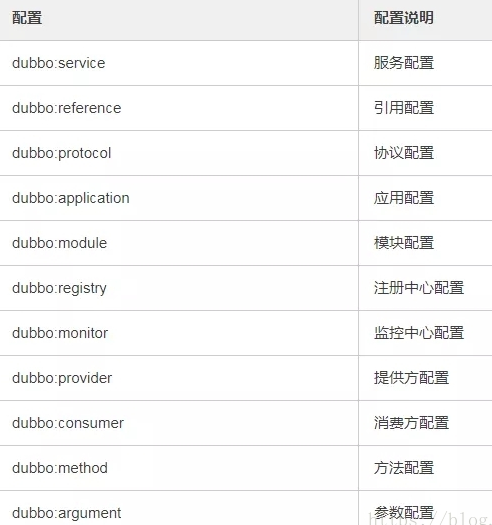 配置 配置说明
dubbo:service 服务配置
dubbo:reference 引用配置
dubbo:protocol 协议配置
dubbo:application 应用配置
dubbo:module 模块配置
dubbo:registry 注册中心配置
dubbo:monitor 监控中心配置
dubbo:provider 提供方配置
dubbo:consumer 消费方配置
dubbo:method 方法配置
dubbo:argument 参数配置
https://blog.